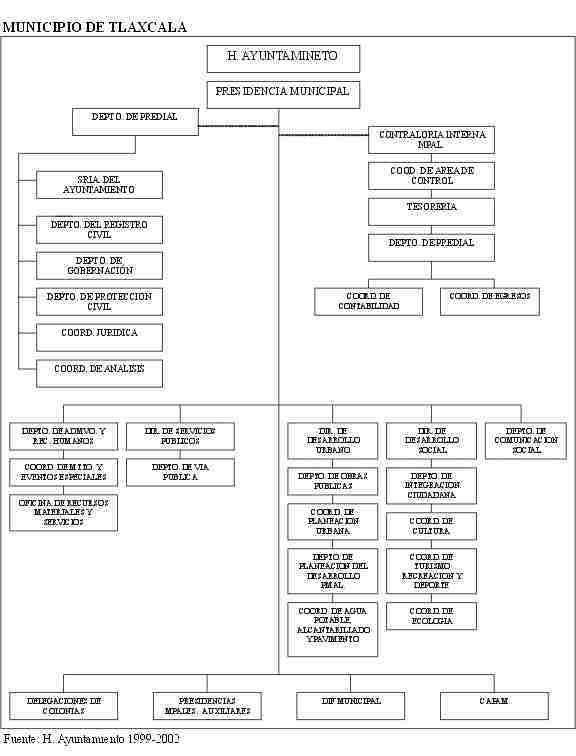 MUNICIPIO DE TLAXCALA
H. AYUNTAMINETO
PRESIDENCIA MUNICIPAL
DEPTO. DE PREDIAL
CONTRALORIA INTERNA
MPAL.
COOD. DE AREA DE
CONTROL
TESORERIA
DEPTO. DE PREDIAL
COORD. DE
CONTABILIDAD
COORD. DE EGRESOS
SRIA. DEL
AYUNTAMIENTO
DEPTO. DEL REGISTRO
CIVIL
DEPTO. DE
GOBERNACIÓN
DEPTO. DE PROTECCION
CIVIL
COORD. JURIDICA
COORD. DE ANALISIS
DEPTO. DE ADMVO. Y
REC. HUMANOS
COORD. DE MTTO. Y
EVENTOS ESPECIALES
OFICINA DE RECURSOS
MATERIALES Y
SERVICIOS
DIR. DE SERVICIOS
PUBLICOS
DEPTO. DE VIA
PUBLICA
DIR. DE
DESARROLLO
URBANO
DEPTO. DE OBRAS
PUBLICAS
COORD. DE
PLANEACION
URBANA
DEPTO. DE
PLANEACION DEL
DESARROLLO
COORD. DE AGUA
POTABLE,
ALCANTARILLADO
Y PAVIMENTO
DIR. DE
DESARROLLO
SOCIAL
DEPTO. DE
INTEGRACION
CIUDADANA
COORD. DE
CULTURA
COORD. DE
TURISMO
RECREACION Y
DEPORTE
COORD. DE
ECOLOGIA
DEPTO. DE
COMUNICACION
SOCIAL
DELEGACIONES DE
COLONIAS
PRESIDENCIAS
MPALES. AUXILIARES
DIF MUNICIPAL
CAPAM
Fuente: H. Ayuntamiento 1999-2002